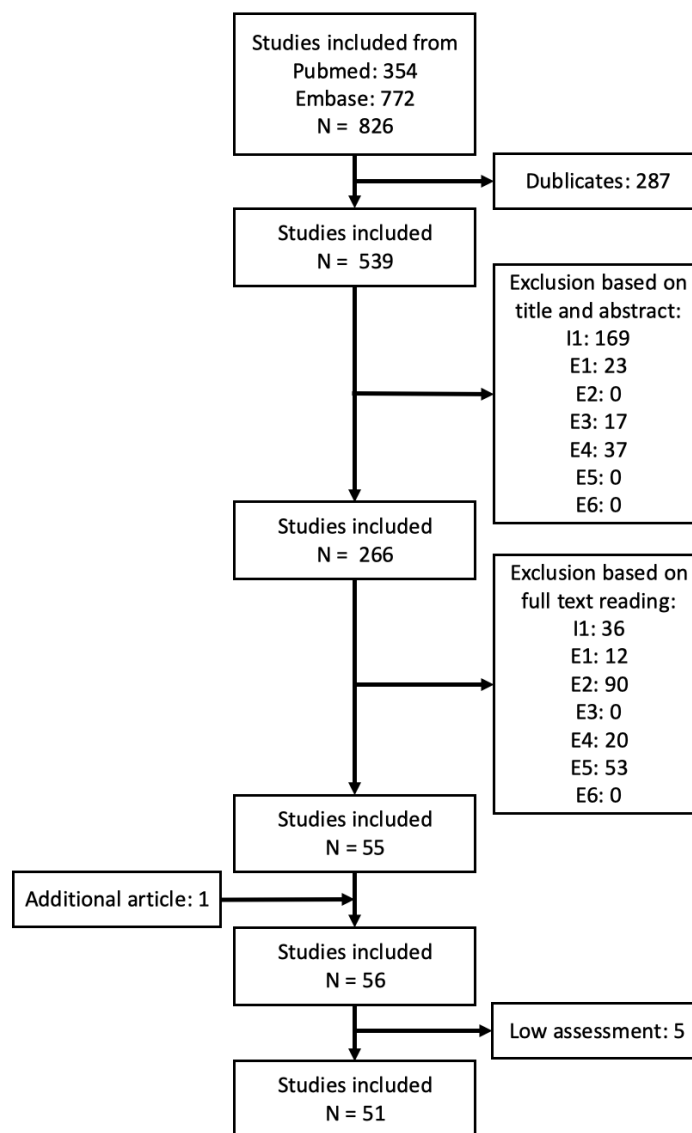 Studies included from
Pubmed: 354
Embase: 772
N = 826
Dublicates: 287
Studies included
N = 539
Exclusion based on
title and abstract:
I1: 169
E1: 23
E2: 0
E3: 17
E4: 37
E5: 0
E6: 0
Studies included
N = 266
Exclusion based on
full text reading:
I1: 36
E1: 12
E2: 90
E3: 0
E4: 20
E5: 53
E6: 0
Studies included
N = 55
Additional article: 1
Studies included
N = 56
Low assessment: 5
Studies included
N = 51